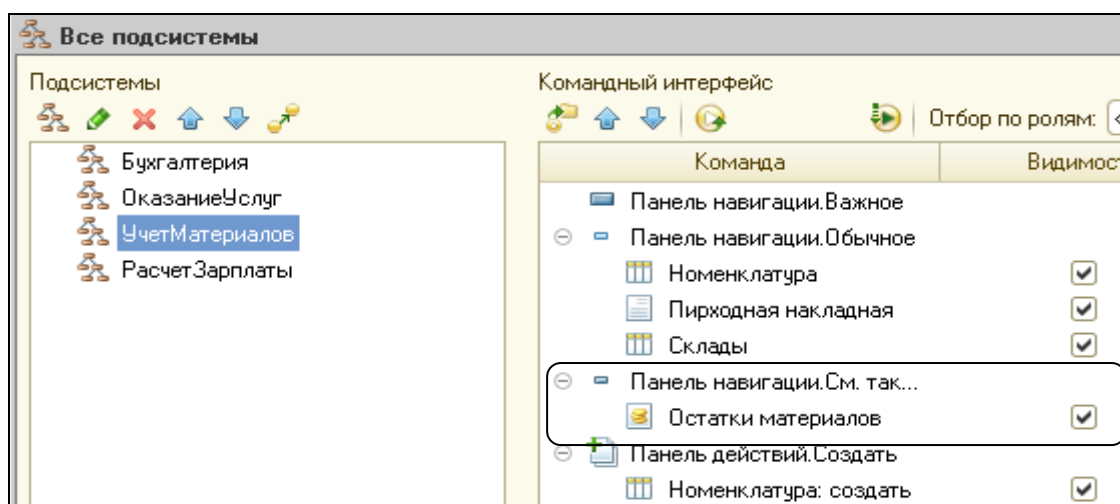 Все подсистемы
Подсистемы
Командный интерфейс
Отбор по ролям: <
Команда Видимост
Бухгалтерия
ОказаниеУслуг
УчетМатериалов
РасчетЗарплаты
Панель навигации.Важное
Панель навигации.Обычное
Номенклатура
Пирходная накладная
Склады
Панель навигации.См. так...
Остатки материалов
Панель действий.Создать
Номенклатура: создать